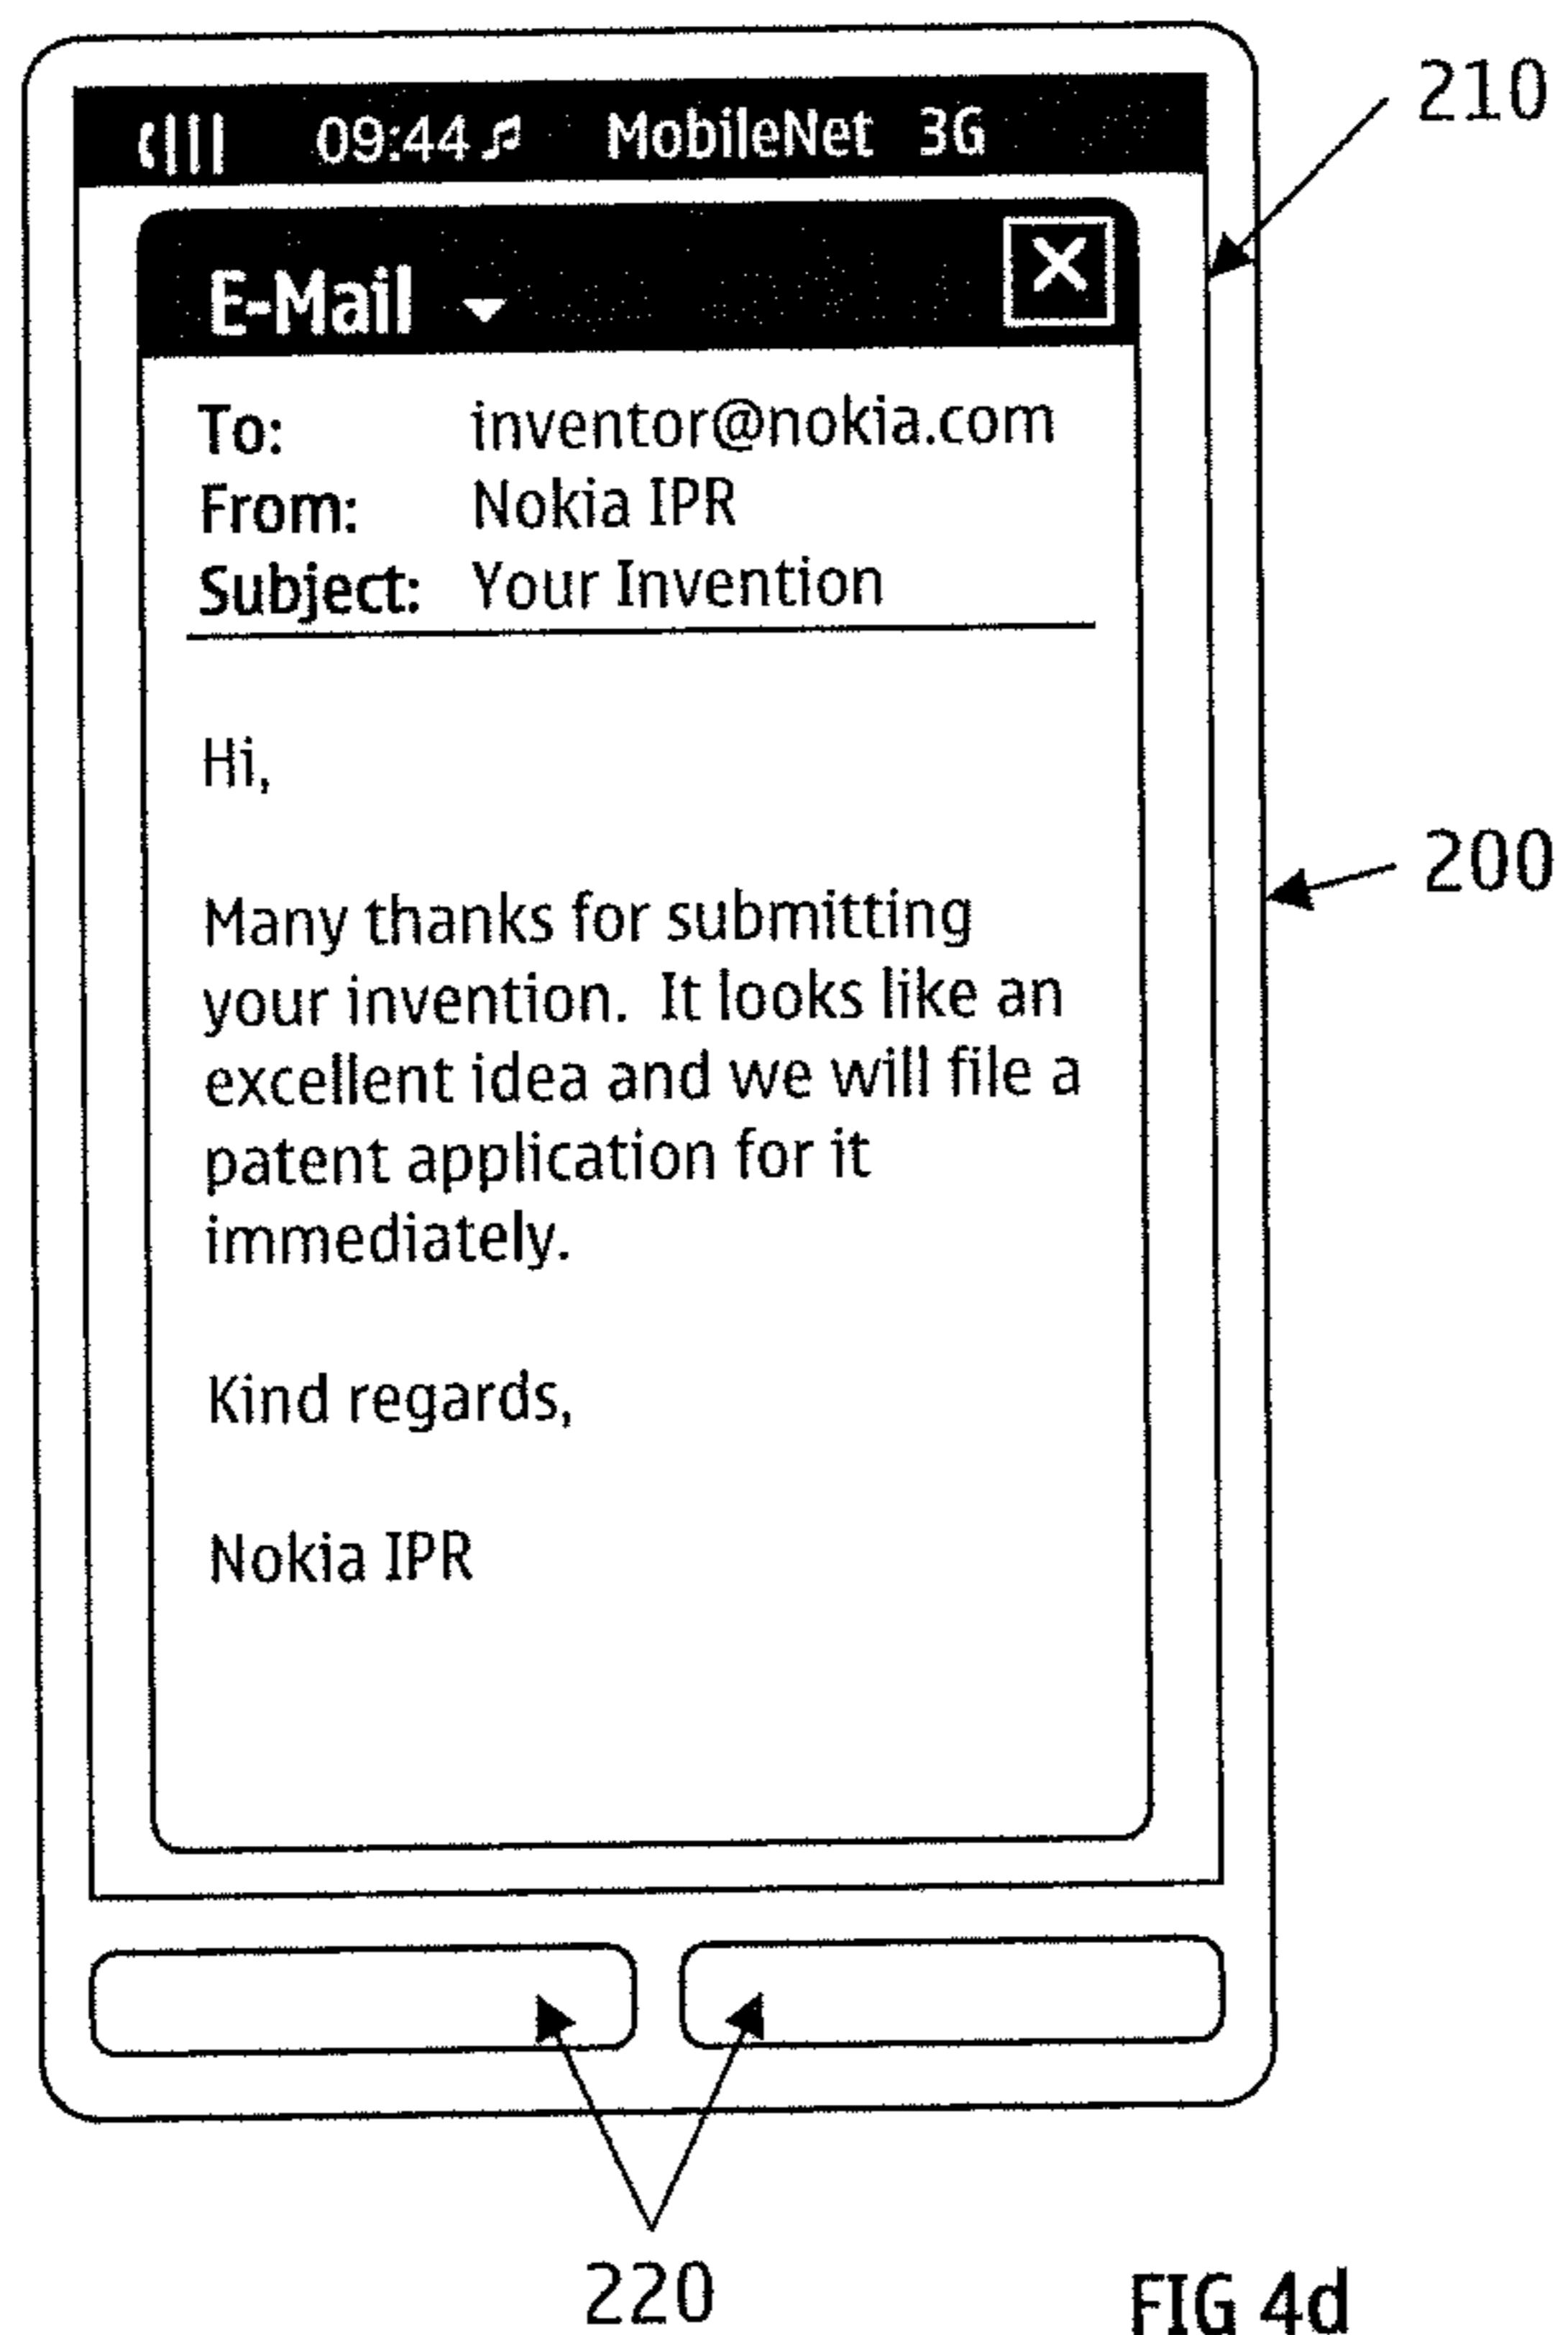 210
09:44 MobileNet 3G
E-Mail
To: inventor@nokia.com
From: Nokia IPR
Subject: Your Invention
Hi,
200
Many thanks for submitting
your invention. It looks like an
excellent idea and we will file a
patent application for it
immediately.
Kind regards,
Nokia IPR
220
FIG 4d